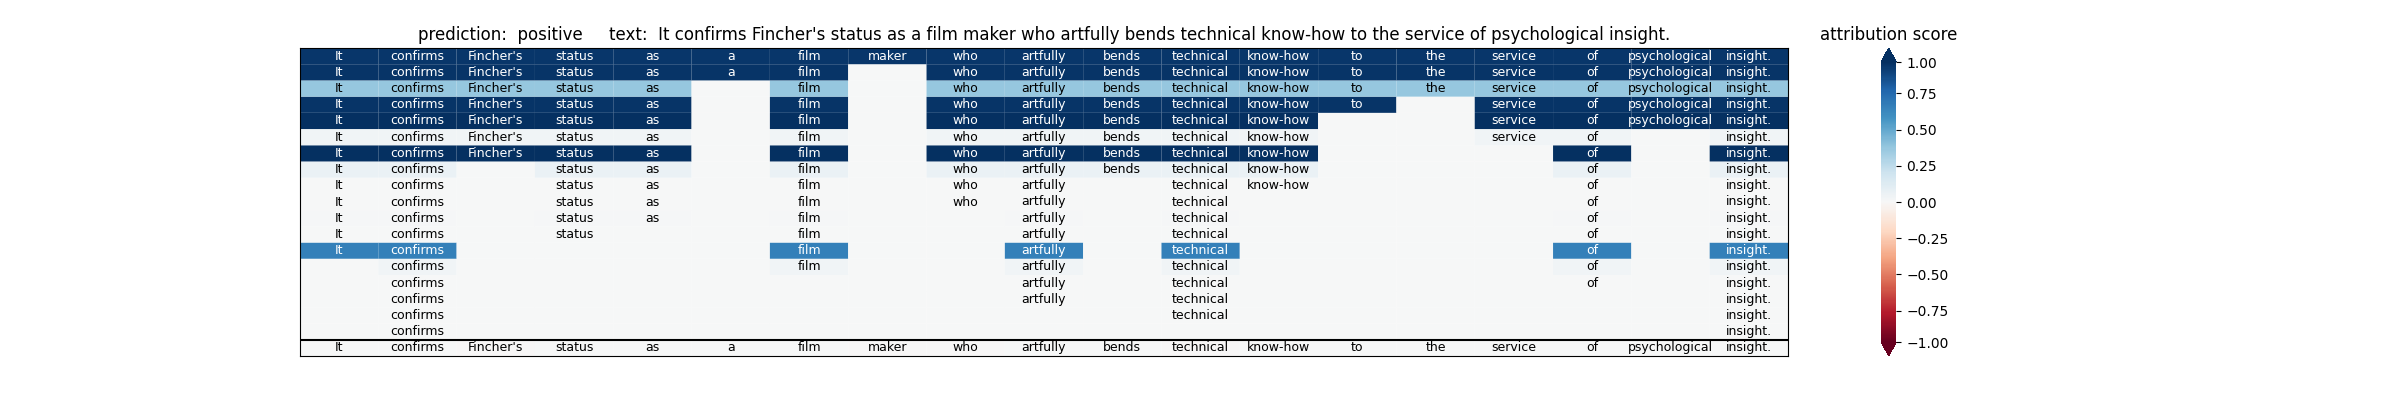 prediction:  positive     text:  It confirms Fincher's status as a film maker who artfully bends technical know-how to the service of psychological insight.     attribution score
It confirms Fincher's status as a film maker who artfully bends technical know-how to the service of psychological insight. 1.00
It confirms Fincher's status as a film who artfully bends technical know-how to the service of psychological insight.
It confirms Fincher's status as film who artfully bends technical know-how to the service of psychological insight. 0.75
It confirms Fincher's status as film who artfully bends technical know-how to service of psychological insight.
It confirms Fincher's status as film who artfully bends technical know-how service of psychological insight. 0.50
It confirms Fincher's status as film who artfully bends technical know-how service of insight.
It confirms Fincher's status as film who artfully bends technical know-how of insight.
It confirms status as film who artfully bends technical know-how of insight. 0.25
It confirms status as film who artfully technical know-how of insight.
It confirms status as film who artfully technical of insight. 0.00
It confirms status as film artfully technical of insight.
It confirms status film artfully technical of insight. −0.25
It confirms film artfully technical of insight.
confirms film artfully technical of insight. −0.50
confirms artfully technical of insight.
confirms artfully technical insight.
confirms technical insight. −0.75
confirms insight.
It confirms Fincher's status as a film maker who artfully bends technical know-how to the service of psychological insight. −1.00